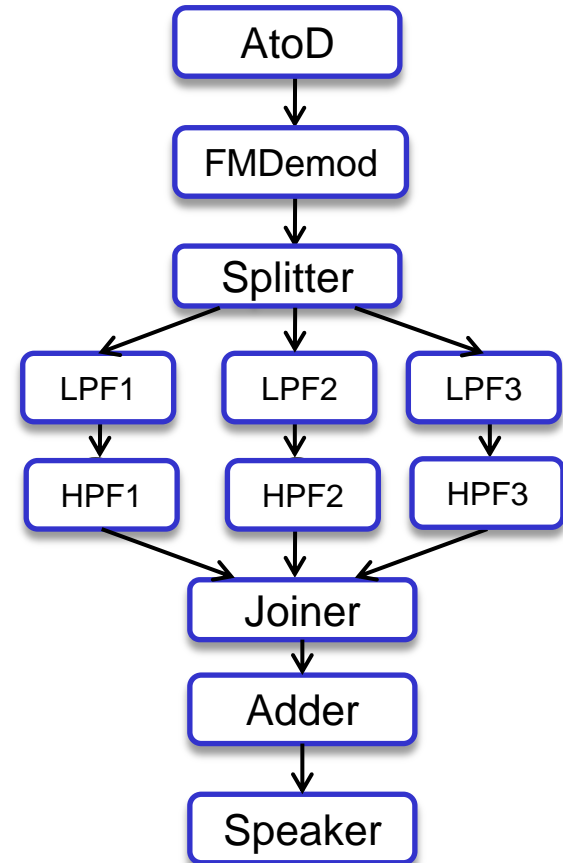 AtoD
FMDemod
Splitter
LPF1
LPF2
LPF3
HPF1
HPF2
HPF3
Joiner
Adder
Speaker